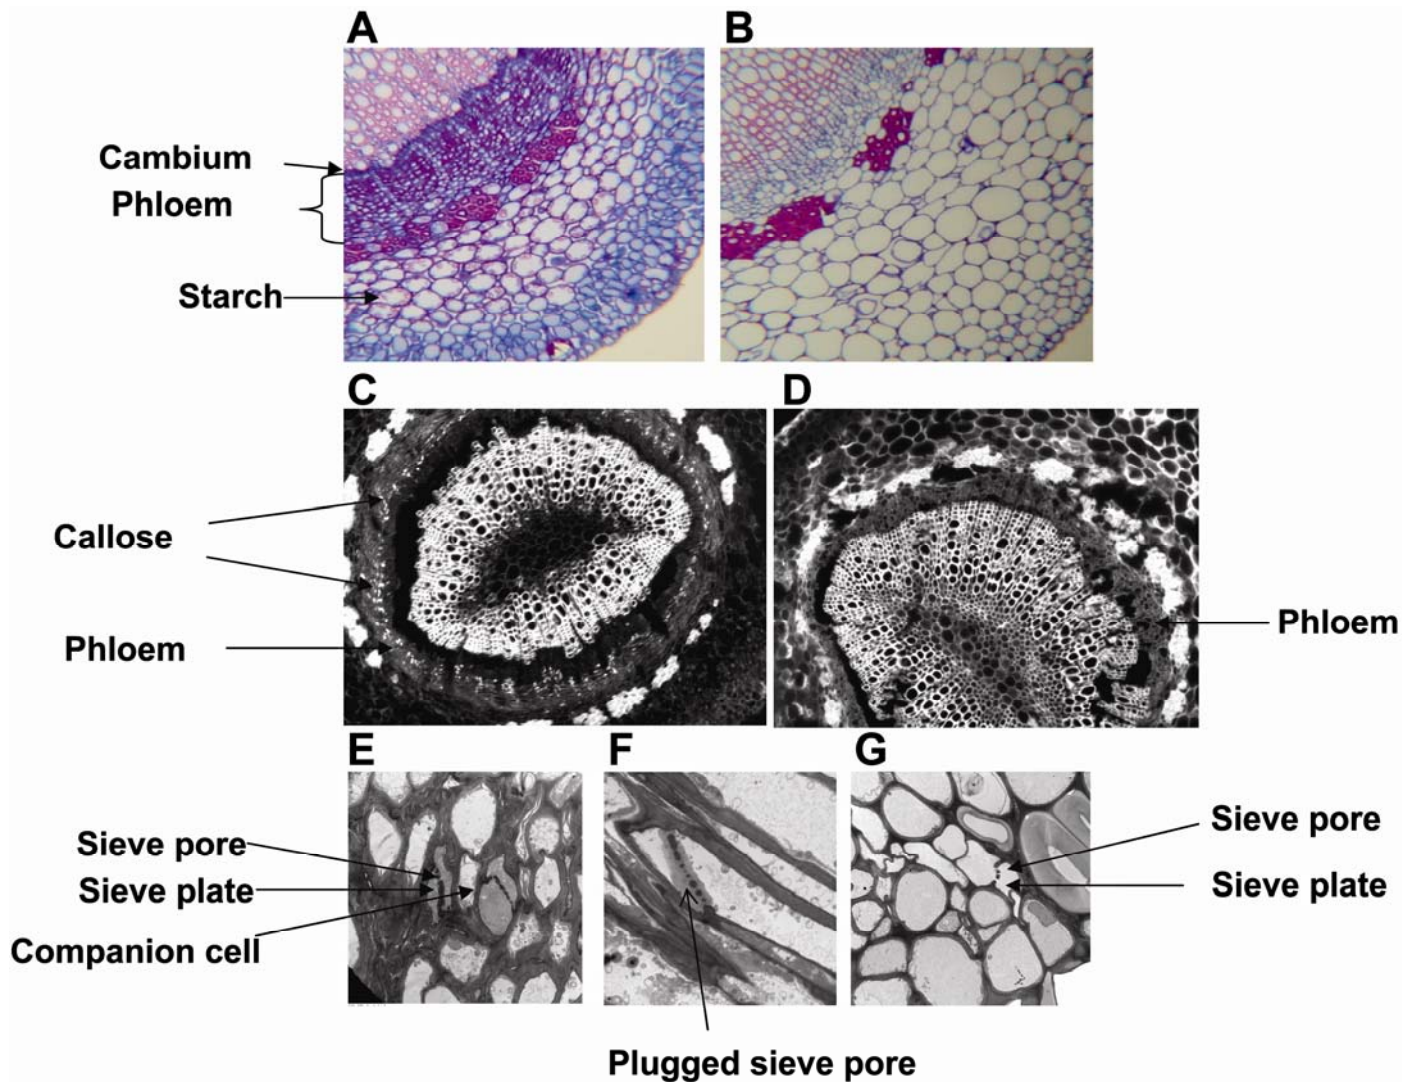 A
B
Cambium
Phloem
Starch
C
D
Callose
Phloem
Phloem
E
F
G
Sieve pore
Sieve plate
Companion cell
Sieve pore
Sieve plate
Plugged sieve pore